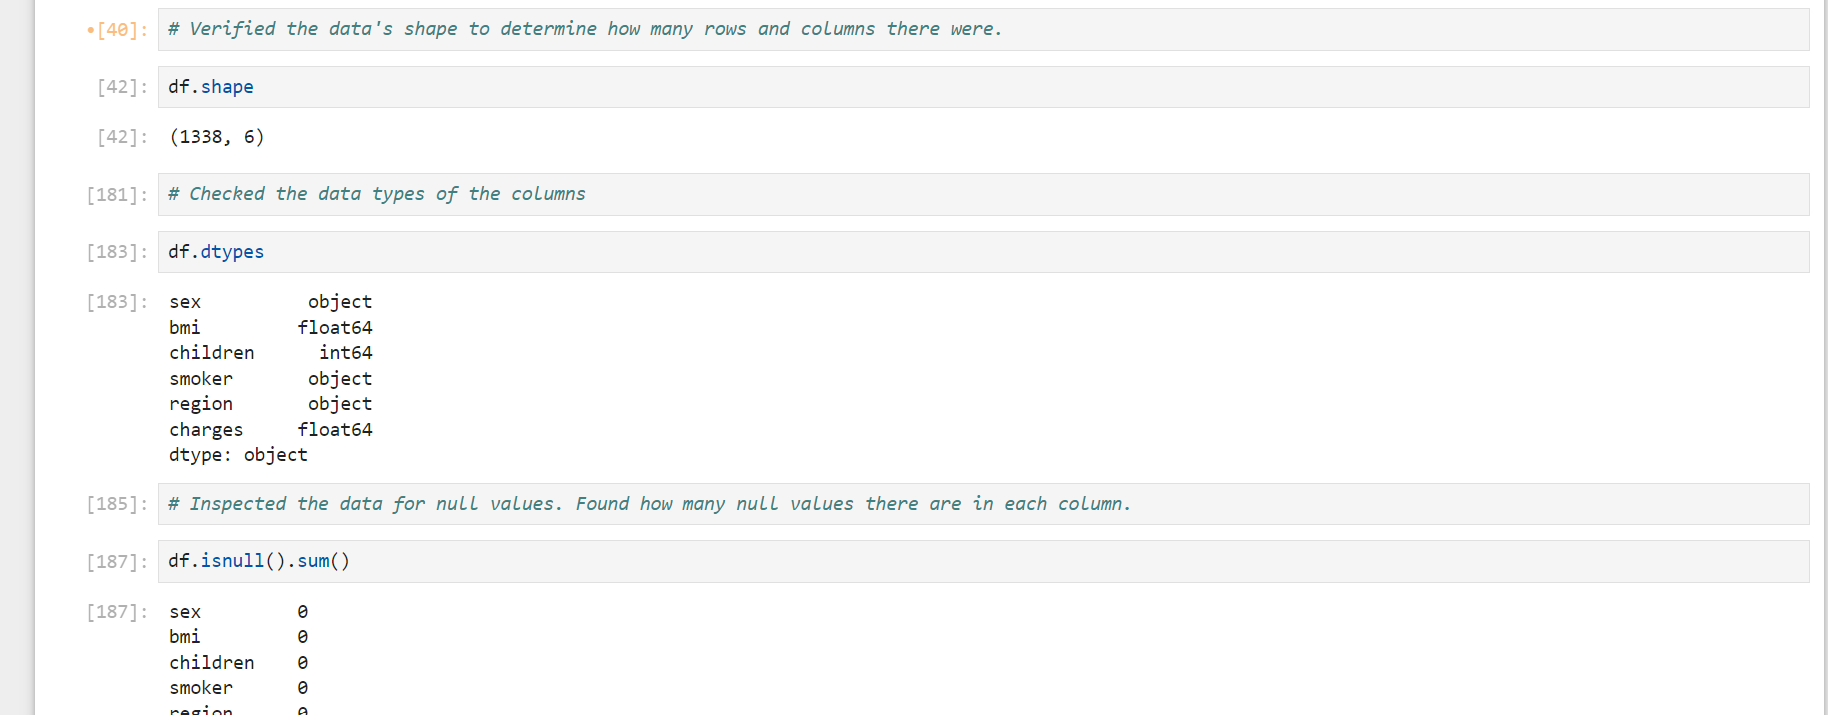 •[40]: # Verified the data's shape to determine how many rows and columns there were.
[42]: df.shape
[42]: (1338, 6)
[181]: # Checked the data types of the columns
[183]: df.dtypes
[183]: sex object
bmi float64
children int64
smoker object
region object
charges float64
dtype: object
[185]: # Inspected the data for null values. Found how many null values there are in each column.
[187]: df.isnull().sum()
[187]: sex 0
bmi 0
children 0
smoker 0
region 0